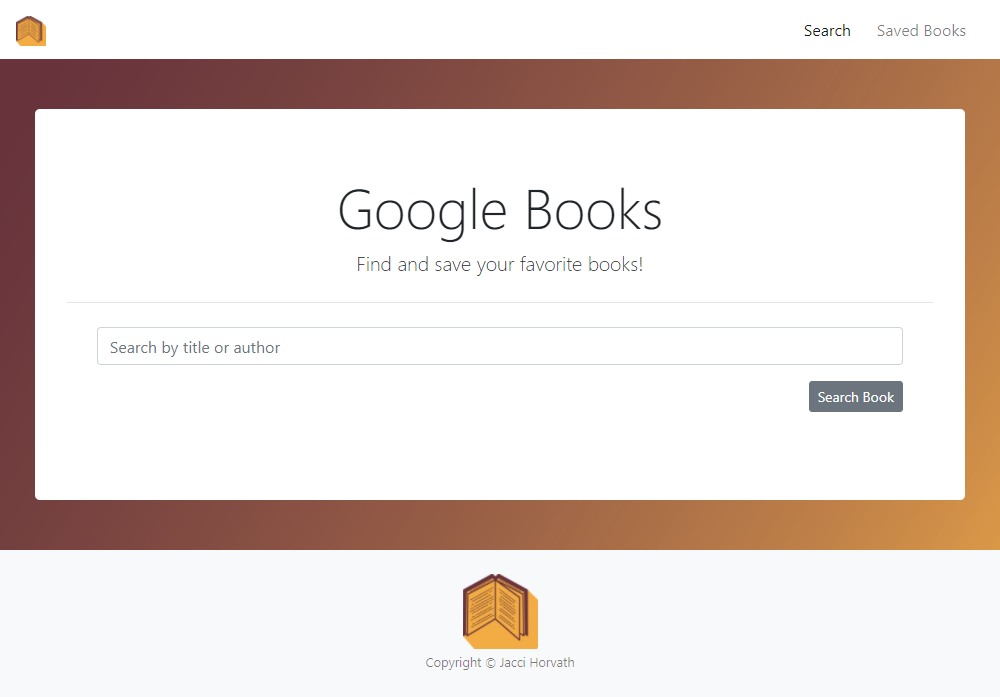 Search Saved Books
Google Books
Find and save your favorite books!
Search by title or author
Search Book
Copyright © Jacci Horvath